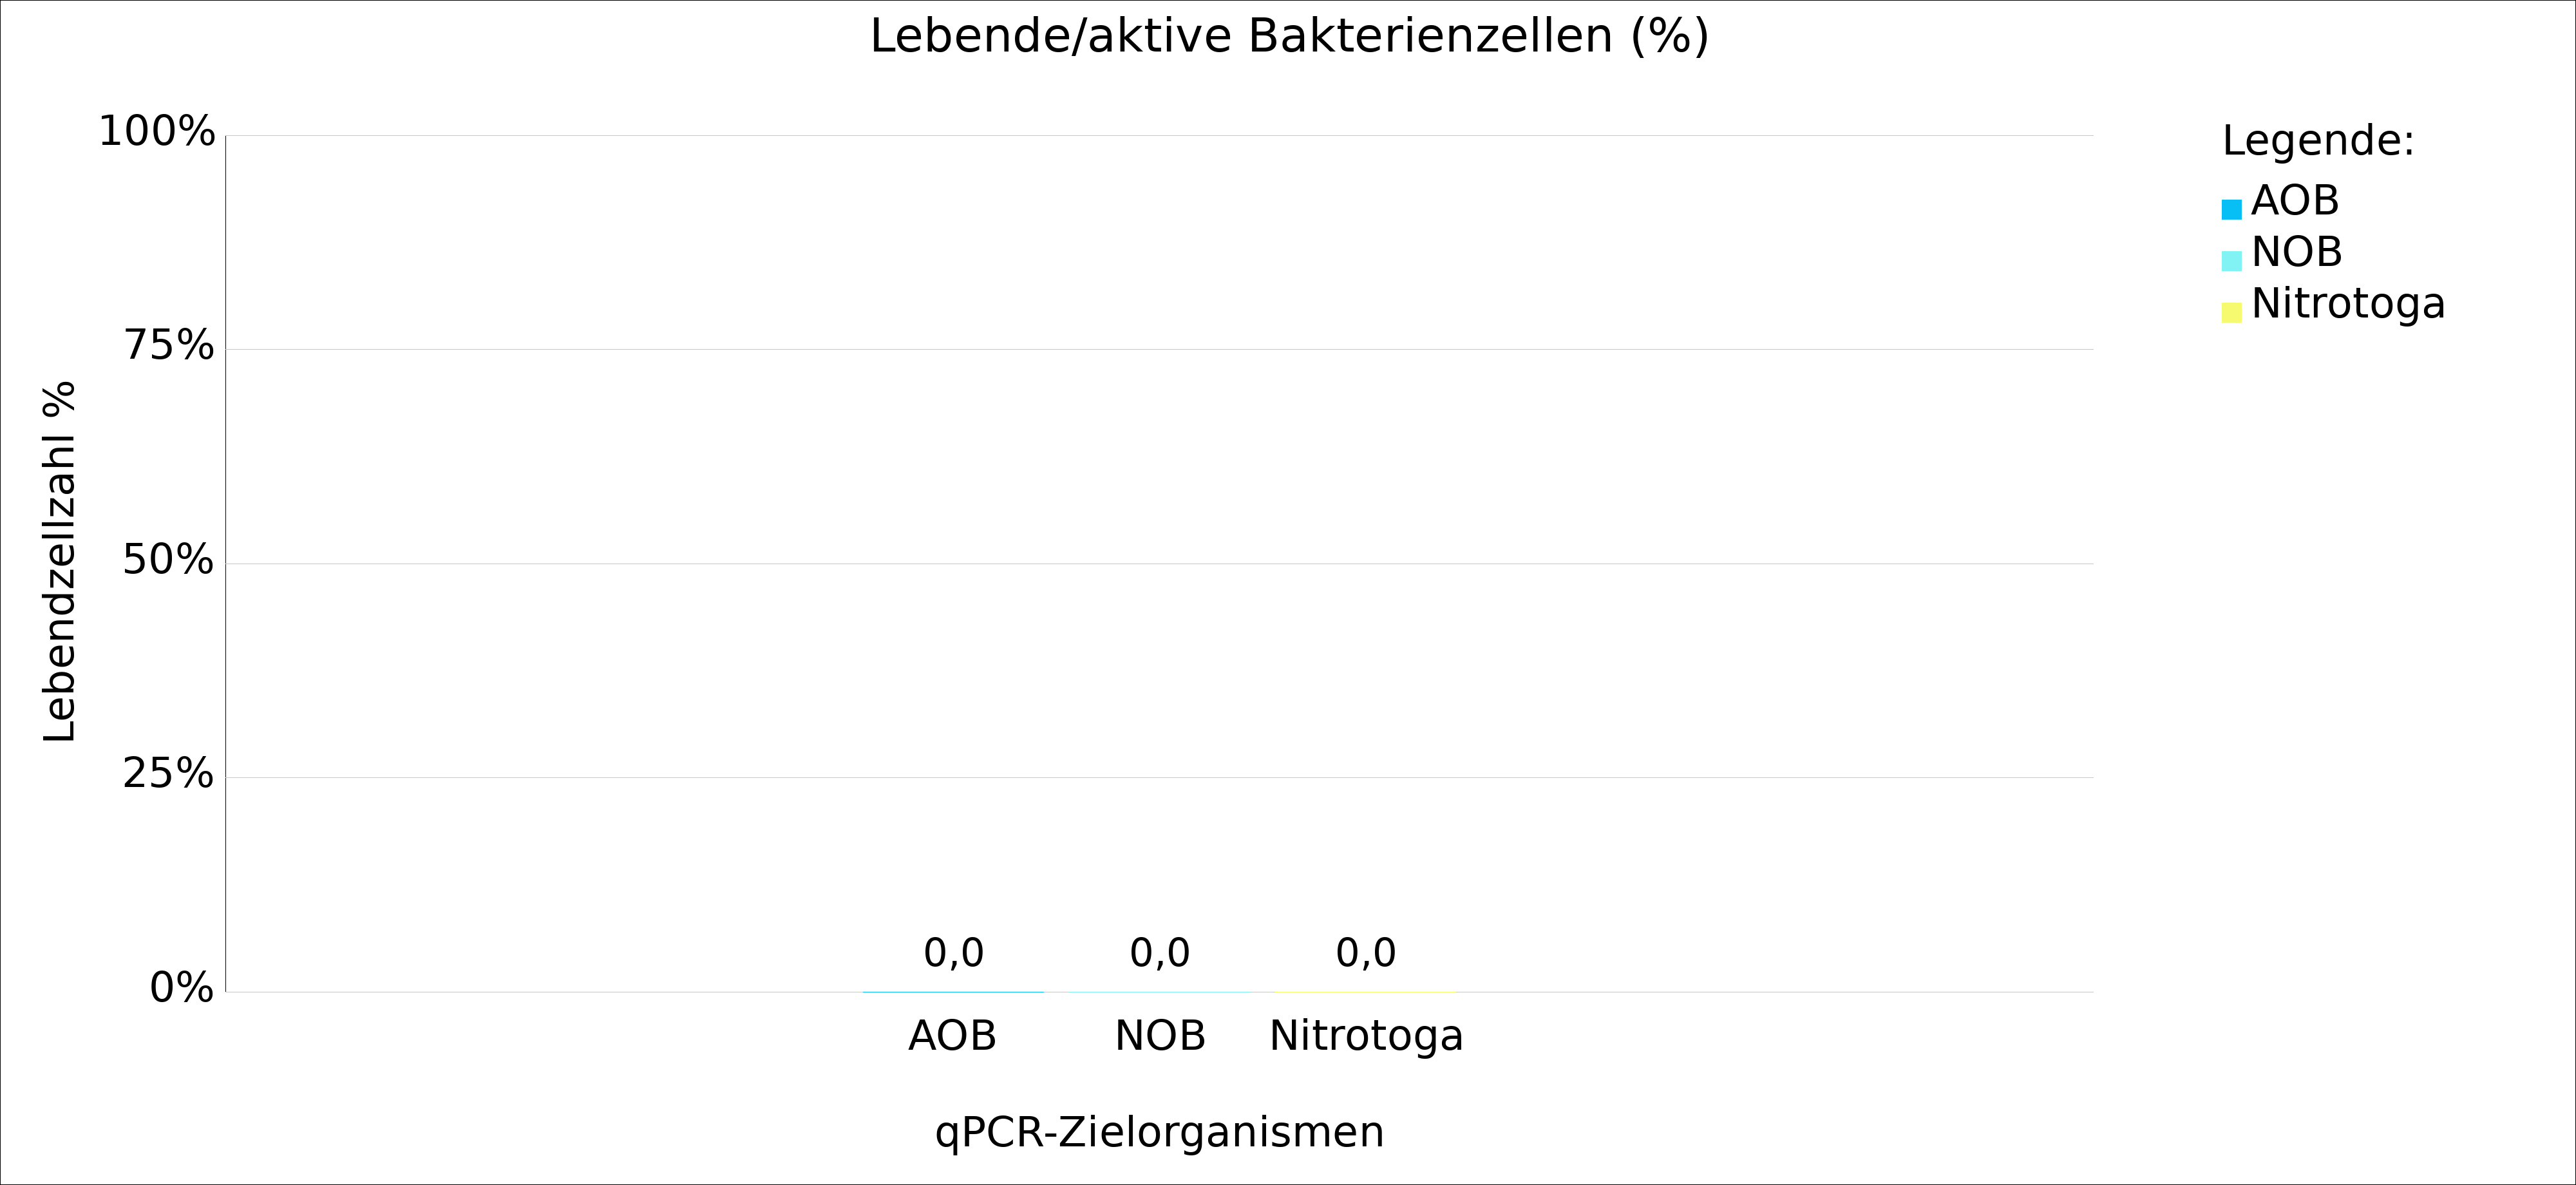 Lebende/aktive Bakterienzellen (%)
100%
75%
50%
25%
0%
Lebendzellzahl %
0,0
0,0
0,0
AOB
NOB
Nitrotoga
qPCR-Zielorganismen
Legende:
AOB
NOB
Nitrotoga